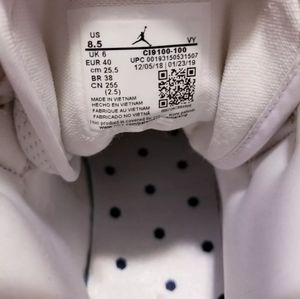 US
8.5
VY
UK 6
CI9100-100
EUR 40
UPC 00193150531507
cm 25.5
12/05/18 | 01/23/19
BR 38
CN 255
(2.5)
MADE IN VIETNAM
HECHO EN VIETNAM
FABRIQUE AU VIETNAM
FABRICADO NO VIETNÃ